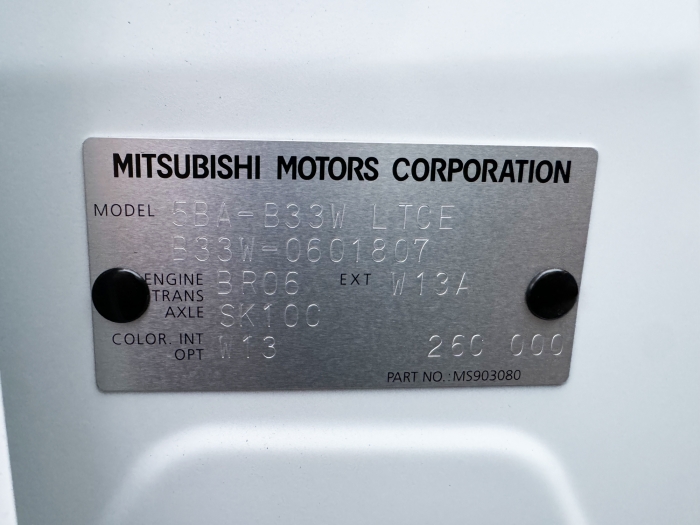 MITSUBISHI MOTORS CORPORATION
MODEL 5BA-B33W LTCE
B33W-0601807
ENGINE BR06 EXT W13A
TRANS
AXLE SK10C
COLOR. INT W13 260 000
OPT
PART NO.: MS903080